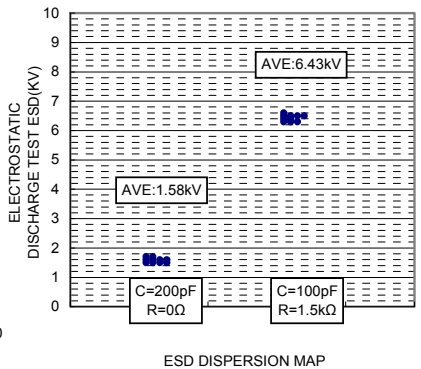 10
9
8
7
6
5
4
3
2
1
0
ELECTROSTATIC
DISCHARGE TEST ESD(KV)
AVE:6.43kV
AVE:1.58kV
C=200pF
R=0Ω
C=100pF
R=1.5kΩ
0
ESD DISPERSION MAP